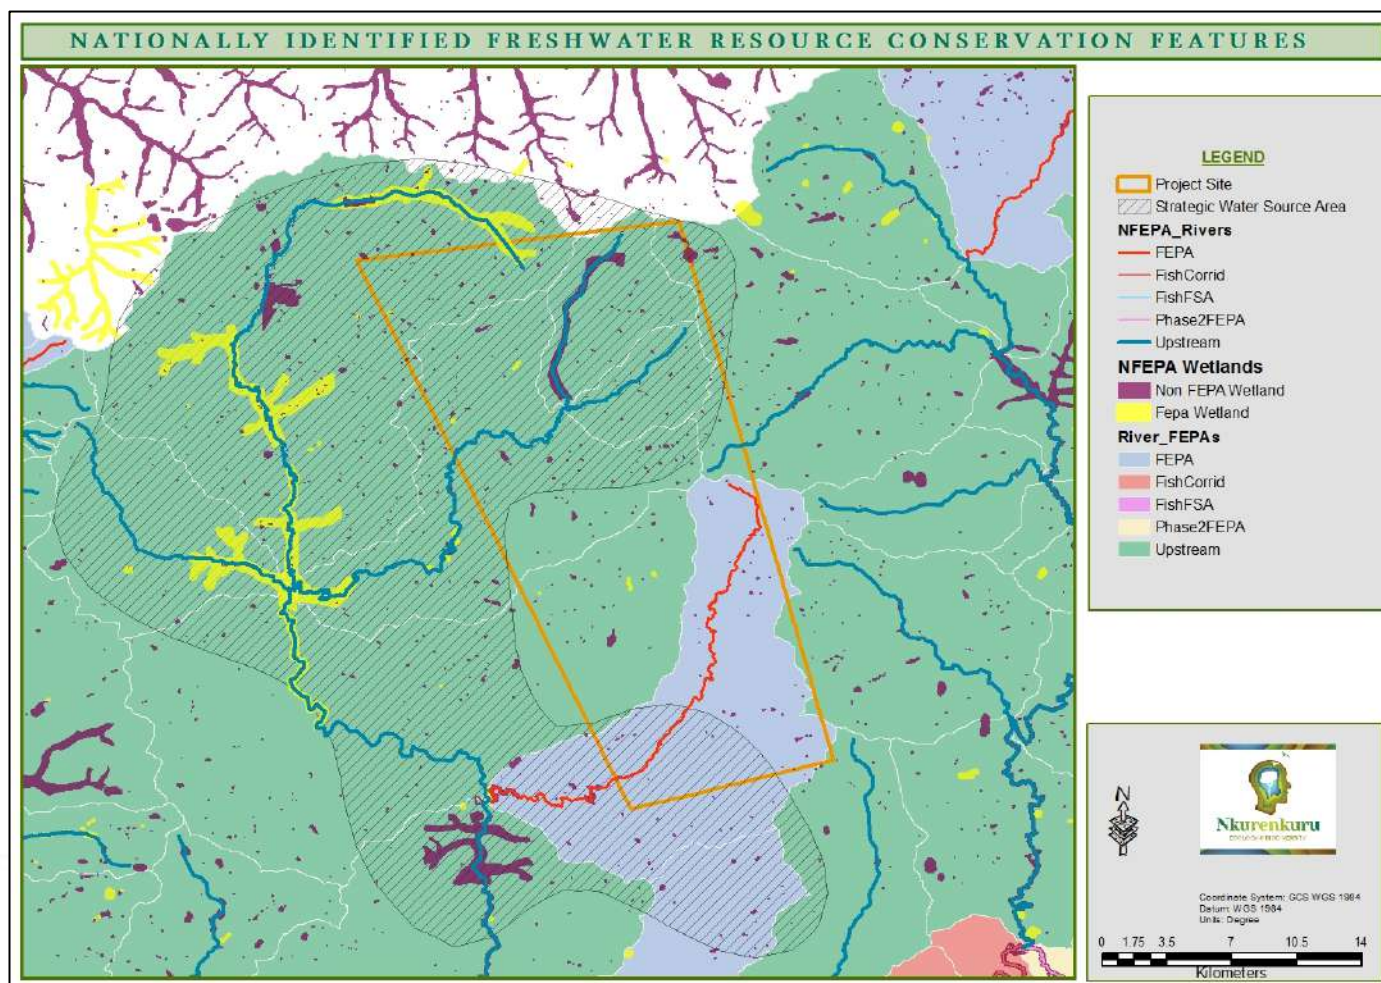 NATIONALLY IDENTIFIED FRESHWATER RESOURCE CONSERVATION FEATURES
LEGEND
Project Site
Strategic Water Source Area
NFEPA_Rivers
FEPA
FishCorrid
FishFSA
Phase2FEPA
Upstream
NFEPA Wetlands
Non FEPA Wetland
Fepa Wetland
River_FEPAs
FEPA
FishCorrid
FishFSA
Phase2FEPA
Upstream
N
Nkurenkuru
Coordinate System: GCS WGS 1984
Datum: WGS 1984
Units: Degree
0 1.75 3.5 7 10.5 14
Kilometers